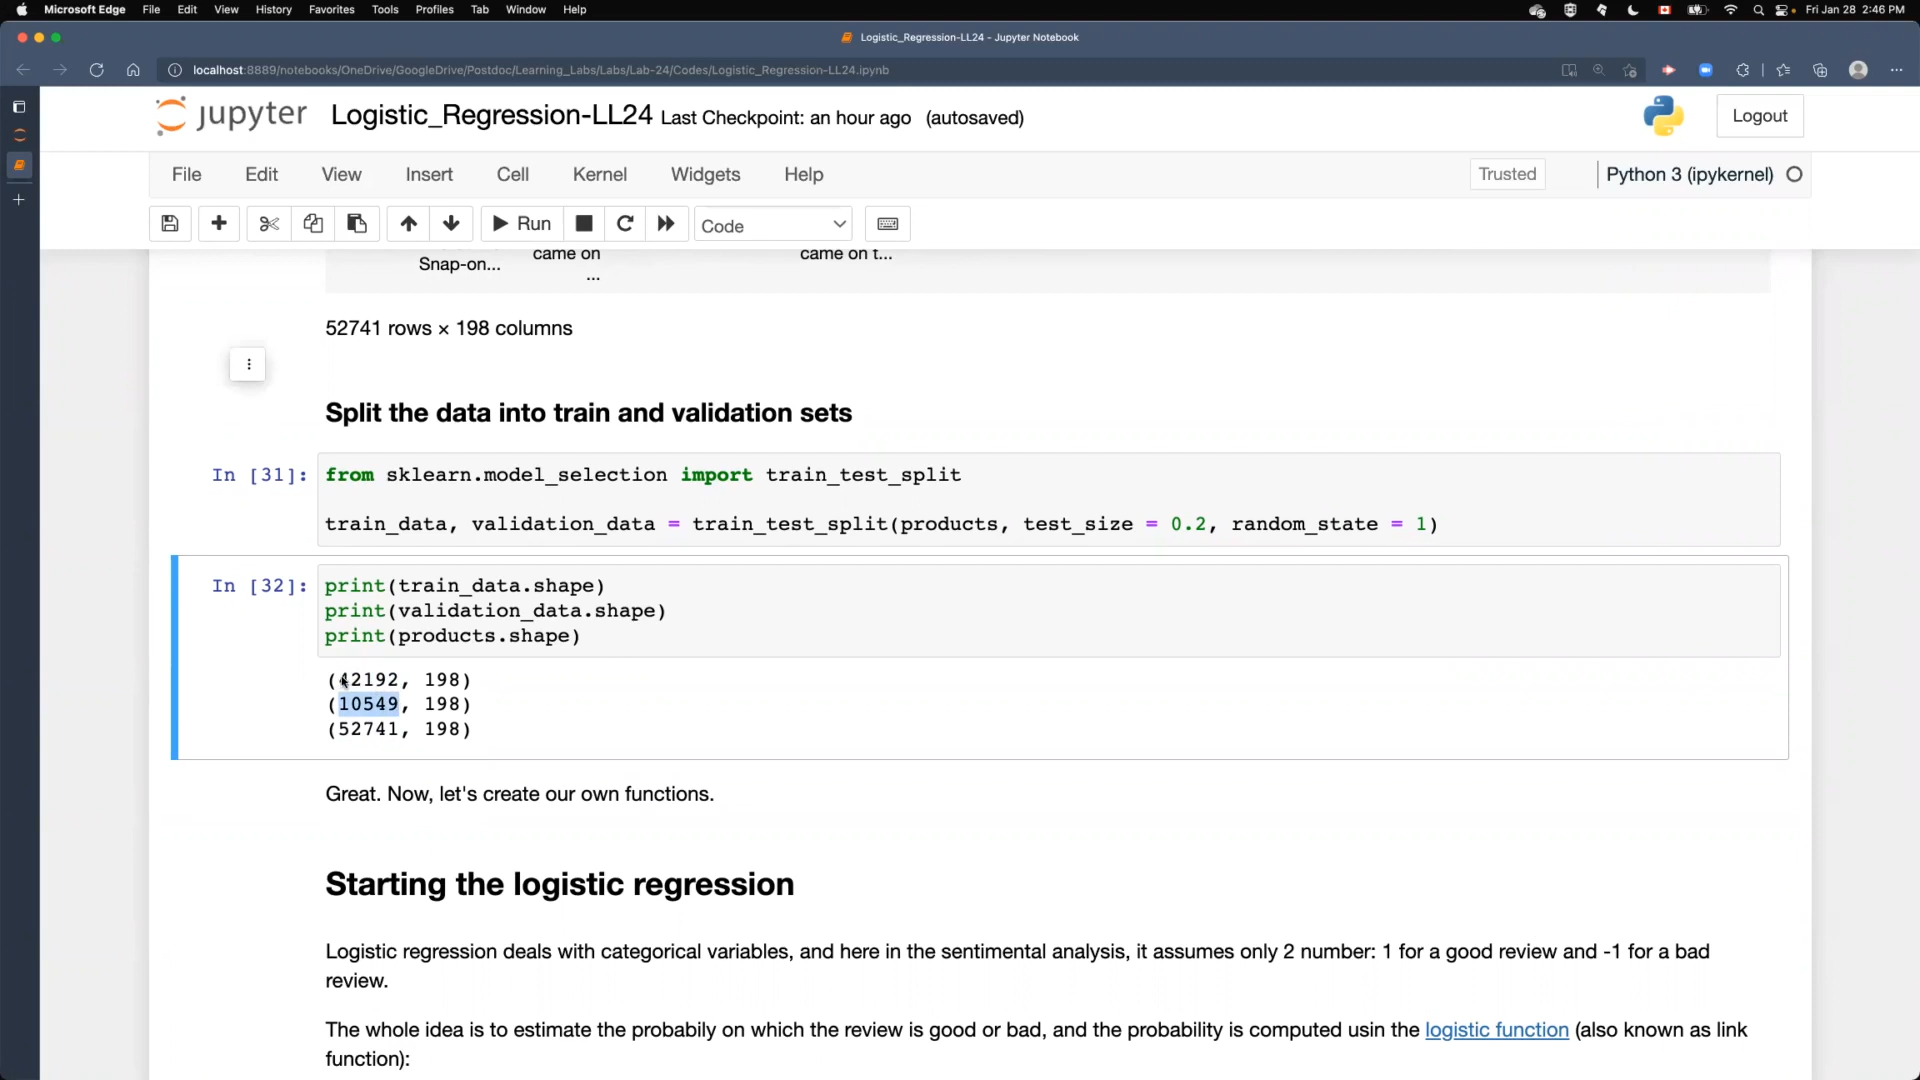 Microsoft Edge File Edit View History Favorites Tools Profiles Tab Window Help Fri Jan 28 2:46 PM
Logistic_Regression-LL24 - Jupyter Notebook
localhost:8889/notebooks/OneDrive/GoogleDrive/Postdoc/Learning_Labs/Labs/Lab-24/Codes/Logistic_Regression-LL24.ipynb
jupyter Logistic_Regression-LL24 Last Checkpoint: an hour ago (autosaved) Logout
File Edit View Insert Cell Kernel Widgets Help Trusted Python 3 (ipykernel)
Run Code
came on came on t...
Snap-on...
...
52741 rows × 198 columns
Split the data into train and validation sets
In [31]: from sklearn.model_selection import train_test_split
train_data, validation_data = train_test_split(products, test_size = 0.2, random_state = 1)
In [32]: print(train_data.shape)
print(validation_data.shape)
print(products.shape)
(42192, 198)
(10549, 198)
(52741, 198)
Great. Now, let's create our own functions.
Starting the logistic regression
Logistic regression deals with categorical variables, and here in the sentimental analysis, it assumes only 2 number: 1 for a good review and -1 for a bad
review.
The whole idea is to estimate the probabily on which the review is good or bad, and the probability is computed usin the logistic function (also known as link
function):